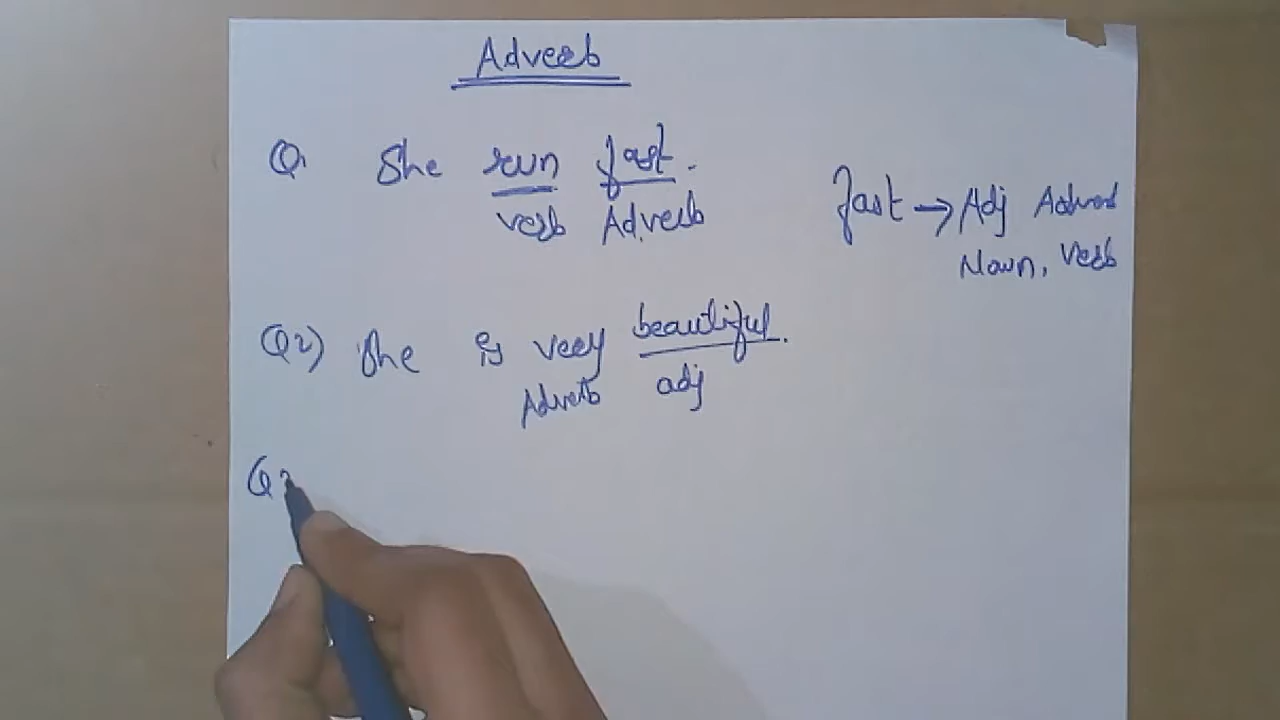 Adverb
Q. She run fast.
verb Adverb
fast → Adj Adverb
Noun, Verb
Q2) She is very beautiful.
Adverb adj
Q